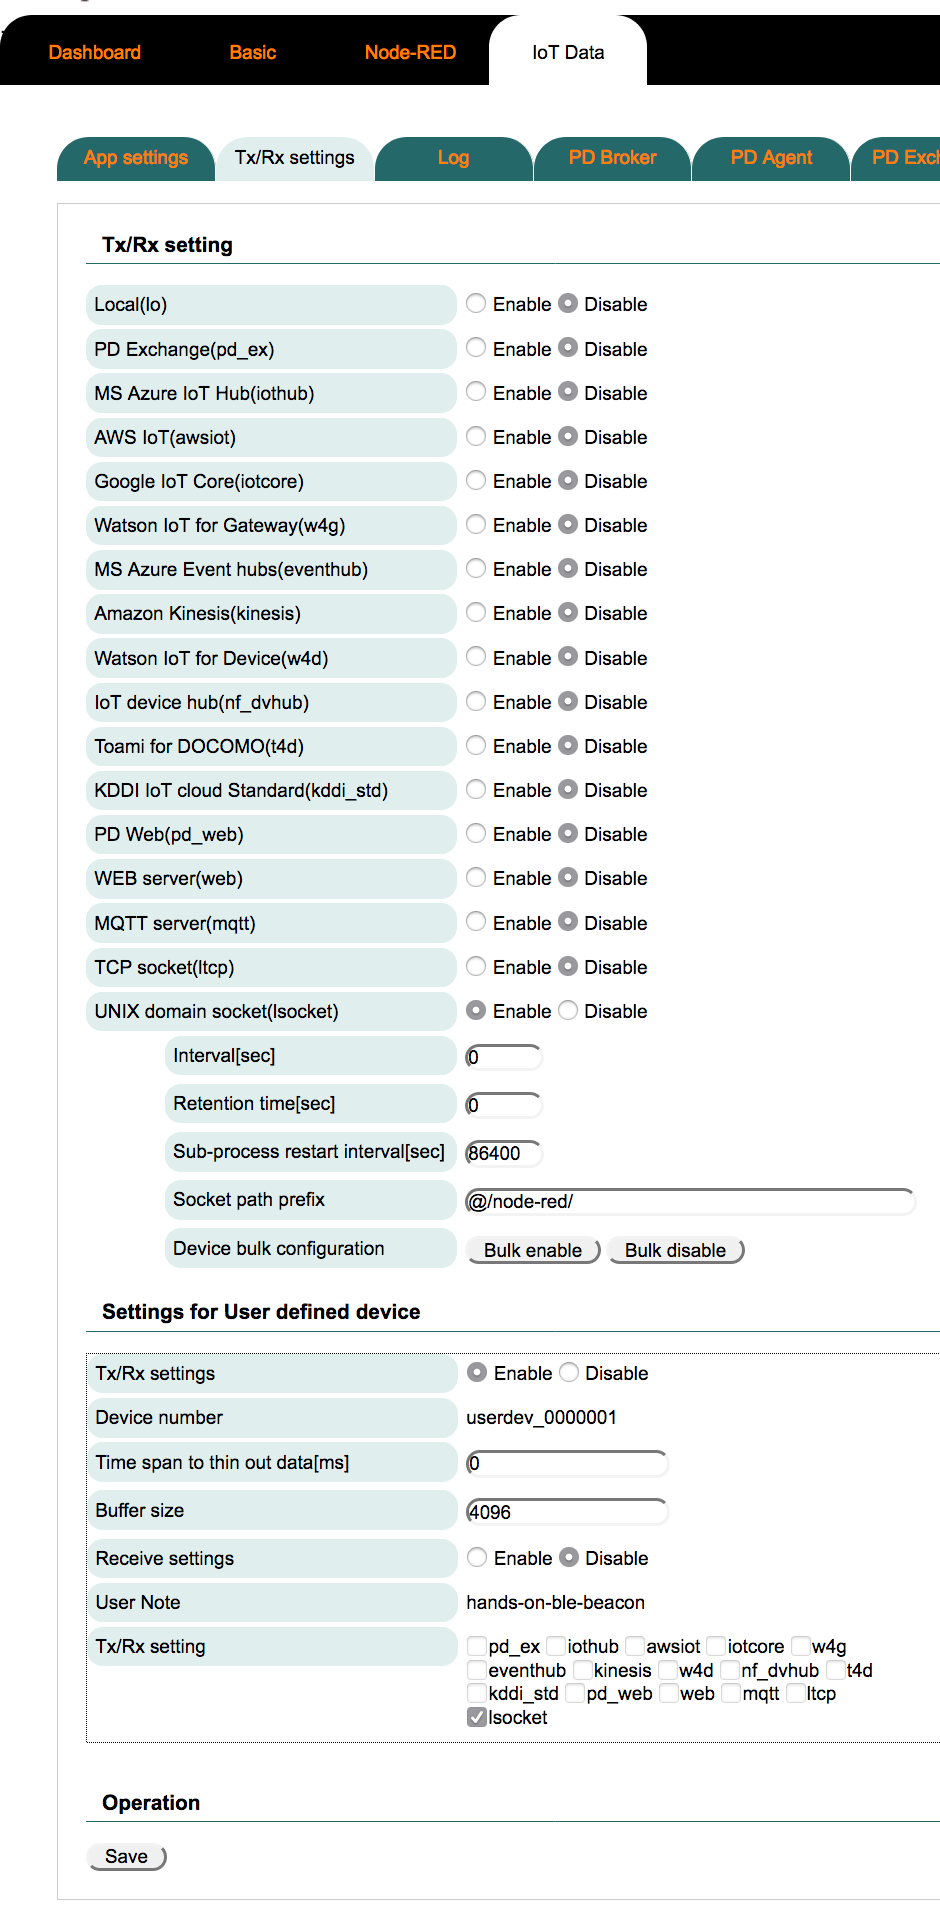 Dashboard Basic Node-RED IoT Data
App settings Tx/Rx settings Log PD Broker PD Agent PD Exch
Tx/Rx setting
Local(lo) Enable Disable
PD Exchange(pd_ex) Enable Disable
MS Azure IoT Hub(iothub) Enable Disable
AWS IoT(awsiot) Enable Disable
Google IoT Core(iotcore) Enable Disable
Watson IoT for Gateway(w4g) Enable Disable
MS Azure Event hubs(eventhub) Enable Disable
Amazon Kinesis(kinesis) Enable Disable
Watson IoT for Device(w4d) Enable Disable
IoT device hub(nf_dvhub) Enable Disable
Toami for DOCOMO(t4d) Enable Disable
KDDI IoT cloud Standard(kddi_std) Enable Disable
PD Web(pd_web) Enable Disable
WEB server(web) Enable Disable
MQTT server(mqtt) Enable Disable
TCP socket(ltcp) Enable Disable
UNIX domain socket(lsocket) Enable Disable
Interval[sec] 0
Retention time[sec] 0
Sub-process restart interval[sec] 86400
Socket path prefix @/node-red/
Device bulk configuration Bulk enable Bulk disable
Settings for User defined device
Tx/Rx settings Enable Disable
Device number userdev_0000001
Time span to thin out data[ms] 0
Buffer size 4096
Receive settings Enable Disable
User Note hands-on-ble-beacon
Tx/Rx setting pd_ex iothub awsiot iotcore w4g
eventhub kinesis w4d nf_dvhub t4d
kddi_std pd_web web mqtt ltcp
lsocket
Operation
Save